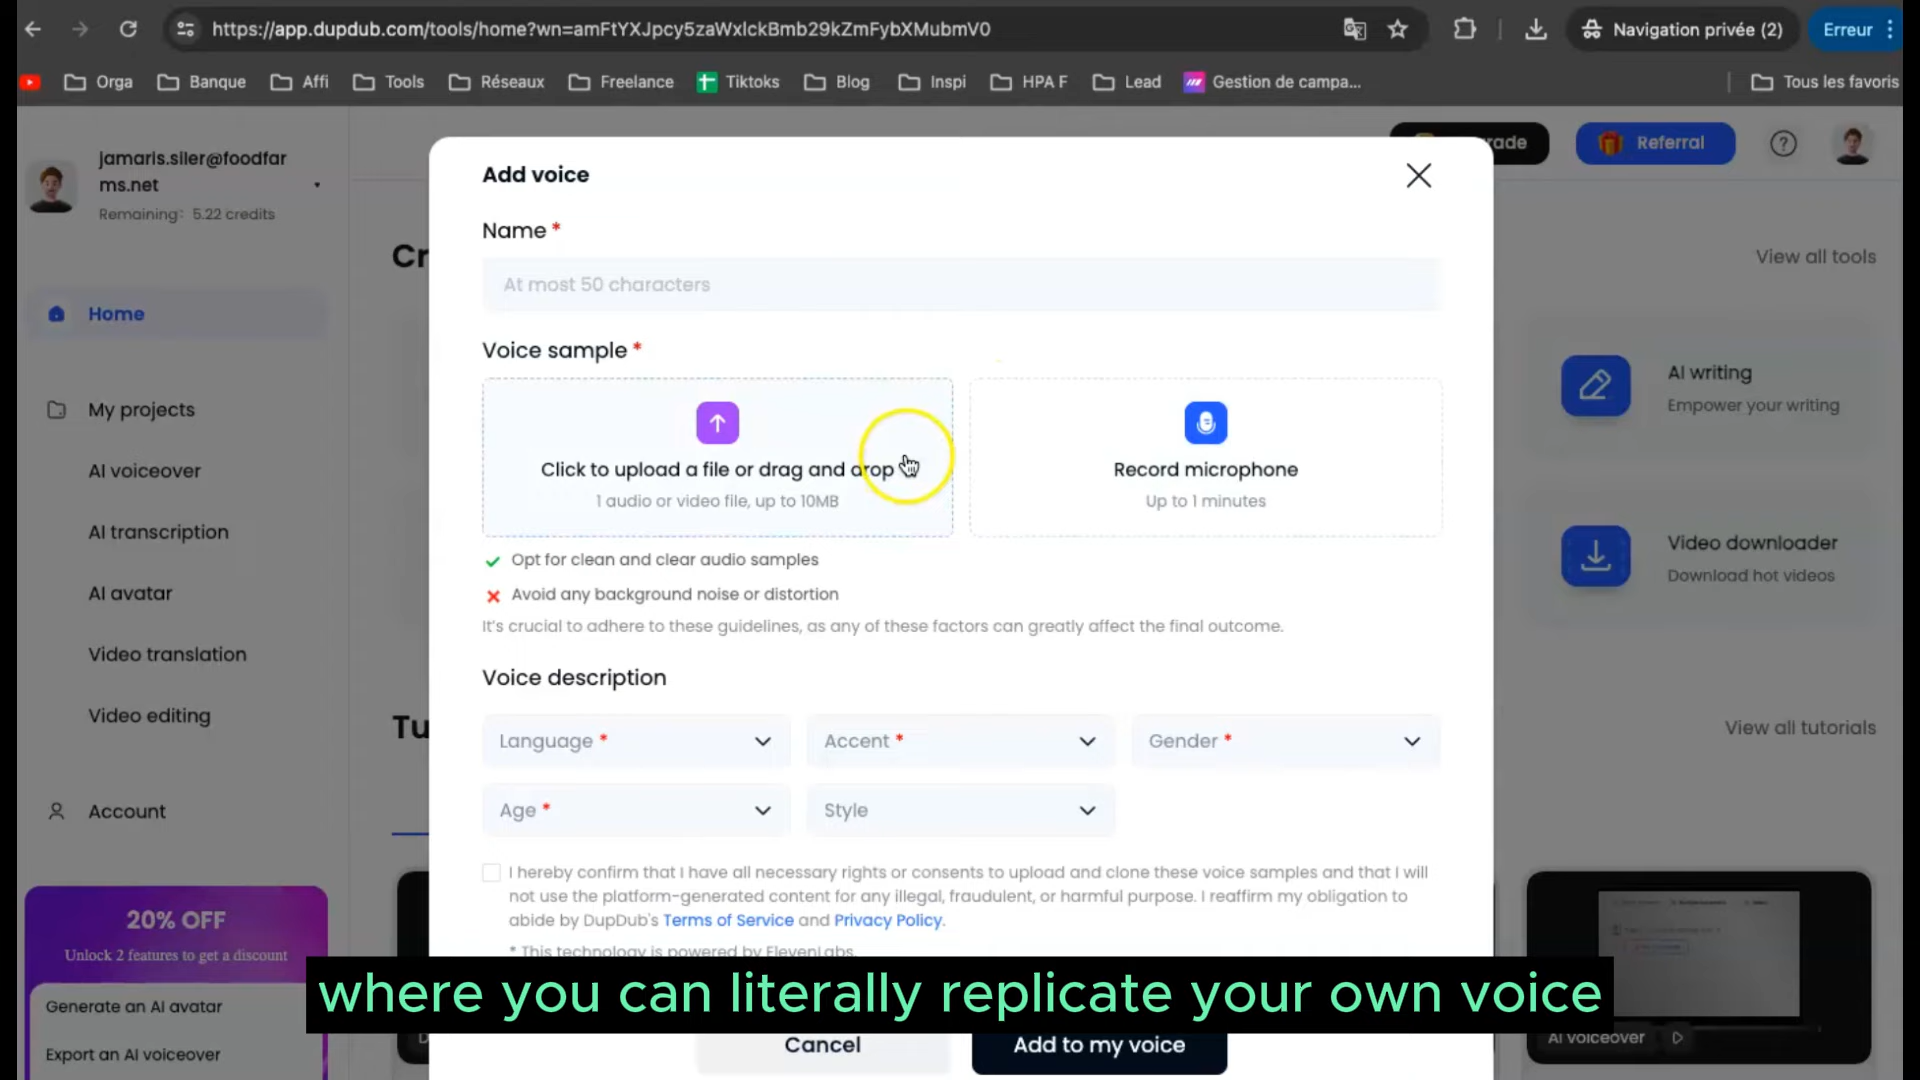 https://app.dupdub.com/tools/home?wn=amFtYXJpcy5zaWxlckBmb29kZmFybXMubmV0
Navigation privée (2)
Erreur
Orga
Banque
Affi
Tools
Réseaux
Freelance
Tiktoks
Blog
Inspi
HPA F
Lead
Gestion de campa...
Tous les favoris
jamaris.siler@foodfar
ms.net
Remaining: 5.22 credits
Home
My projects
AI voiceover
AI transcription
AI avatar
Video translation
Video editing
Account
20% OFF
Unlock 2 features to get a discount
Generate an AI avatar
Export an AI voiceover
Cr
Tu
rade
Referral
View all tools
AI writing
Empower your writing
Video downloader
Download hot videos
View all tutorials
AI voiceover
Add voice
Name *
At most 50 characters
Voice sample *
Click to upload a file or drag and drop
1 audio or video file, up to 10MB
Record microphone
Up to 1 minutes
Opt for clean and clear audio samples
Avoid any background noise or distortion
It's crucial to adhere to these guidelines, as any of these factors can greatly affect the final outcome.
Voice description
Language *
Accent *
Gender *
Age *
Style
I hereby confirm that I have all necessary rights or consents to upload and clone these voice samples and that I will
not use the platform-generated content for any illegal, fraudulent, or harmful purpose. I reaffirm my obligation to
abide by DupDub's Terms of Service and Privacy Policy.
* This technology is powered by ElevenLabs.
where you can literally replicate your own voice
Cancel
Add to my voice